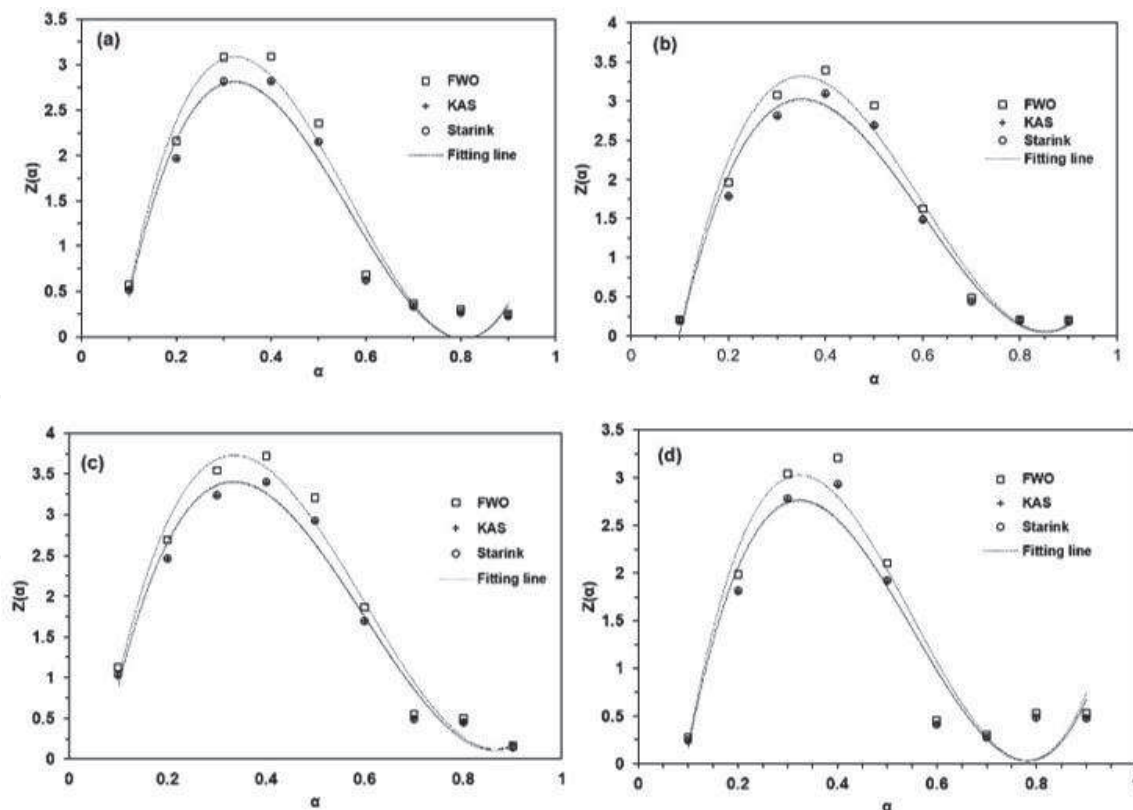 (a)
FWO
KAS
Starink
Fitting line
Z(α)
3.5
3
2.5
2
1.5
1
0.5
0
0
0.2
0.4
0.6
0.8
1
α
(b)
FWO
KAS
Starink
Fitting line
Z(α)
4
3.5
3
2.5
2
1.5
1
0.5
0
0
0.2
0.4
0.6
0.8
1
α
(c)
FWO
KAS
Starink
Fitting line
Z(α)
4
3.5
3
2.5
2
1.5
1
0.5
0
0
0.2
0.4
0.6
0.8
1
α
(d)
FWO
KAS
Starink
Fitting line
Z(α)
3.5
3
2.5
2
1.5
1
0.5
0
0
0.2
0.4
0.6
0.8
1
α